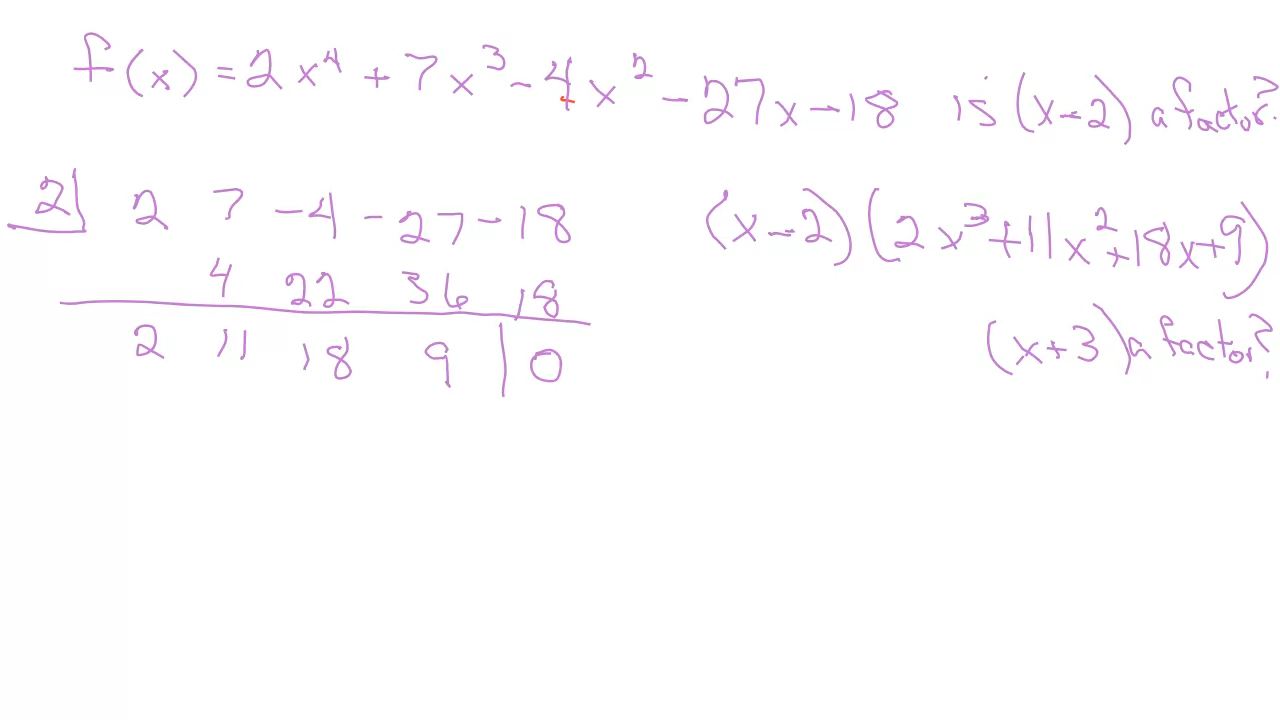 f(x) = 2x⁴ + 7x³ - 4x² - 27x - 18 is (x-2) a factor?
2| 2 7 -4 -27 -18
4 22 36 18
2 11 18 9 | 0
(x-2)(2x³+11x²+18x+9)
(x+3) a factor?